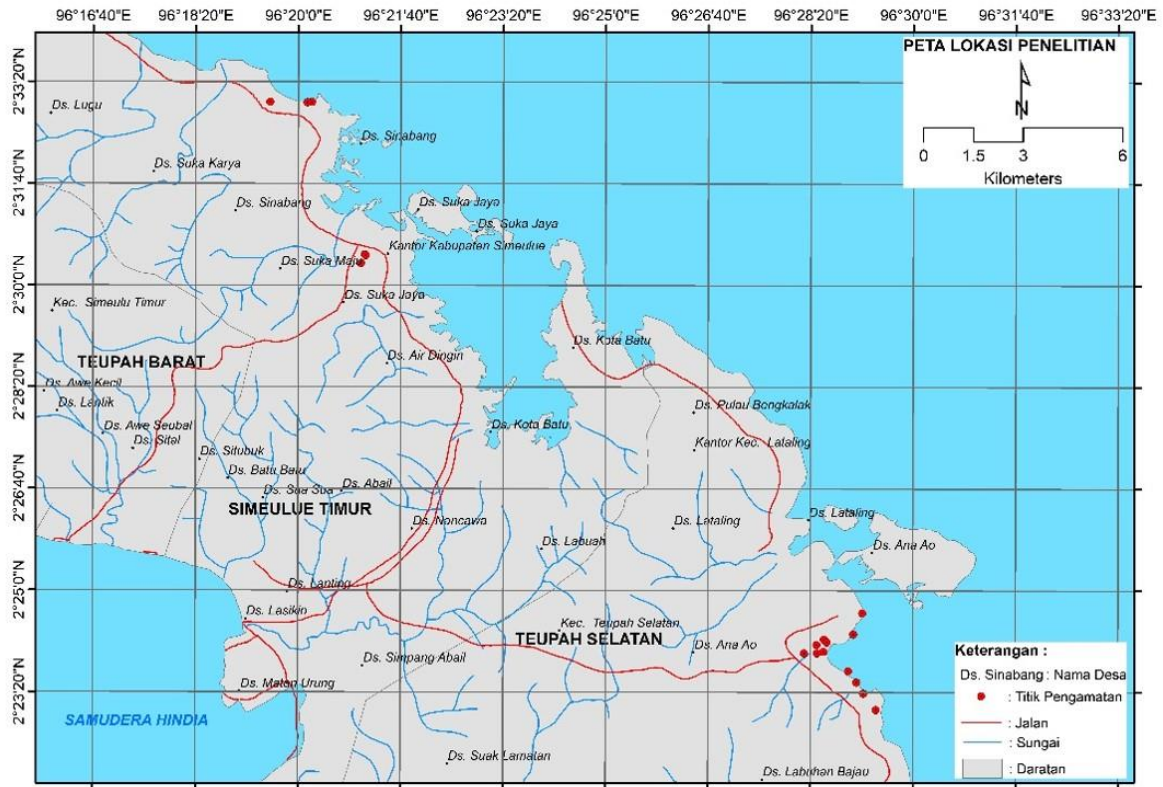 96°16'40"E 96°18'20"E 96°20'0"E 96°21'40"E 96°23'20"E 96°25'0"E 96°26'40"E 96°28'20"E 96°30'0"E 96°31'40"E 96°33'20"E
PETA LOKASI PENELITIAN
N
0 1.5 3 6
Kilometers
2°33'20"N
2°31'40"N
2°30'0"N
2°28'20"N
2°26'40"N
2°25'0"N
2°23'20"N
Ds. Lugu
Ds. Sinabang
Ds. Suka Karya
Ds. Sinabang
Ds. Suka Jaya
Ds. Suka Jaya
Kantor Kabupaten Simeulue
Ds. Suka Maju
Ds. Suka Jaya
Kec. Simeulu Timur
Ds. Kota Batu
TEUPAH BARAT
Ds. Air Dingin
Ds. Awe Kecil
Ds. Lantik
Ds. Pulau Bengkalak
Ds. Awe Seubal
Ds. Kota Batu
Ds. Sital
Kantor Kec. Lataling
Ds. Situbuk
Ds. Batu Batu
Ds. Sua Sua
Ds. Abail
SIMEULUE TIMUR
Ds. Nancawa
Ds. Lataling
Ds. Lataling
Ds. Labuah
Ds. Ana Ao
Ds. Lanting
Ds. Lasikin
Kec. Teupah Selatan
TEUPAH SELATAN
Ds. Ana Ao
Ds. Simpang Abail
Ds. Maton Urung
SAMUDERA HINDIA
Ds. Suak Lamatan
Ds. Labuhan Bajau
Keterangan :
Ds. Sinabang : Nama Desa
: Titik Pengamatan
: Jalan
: Sungai
: Daratan